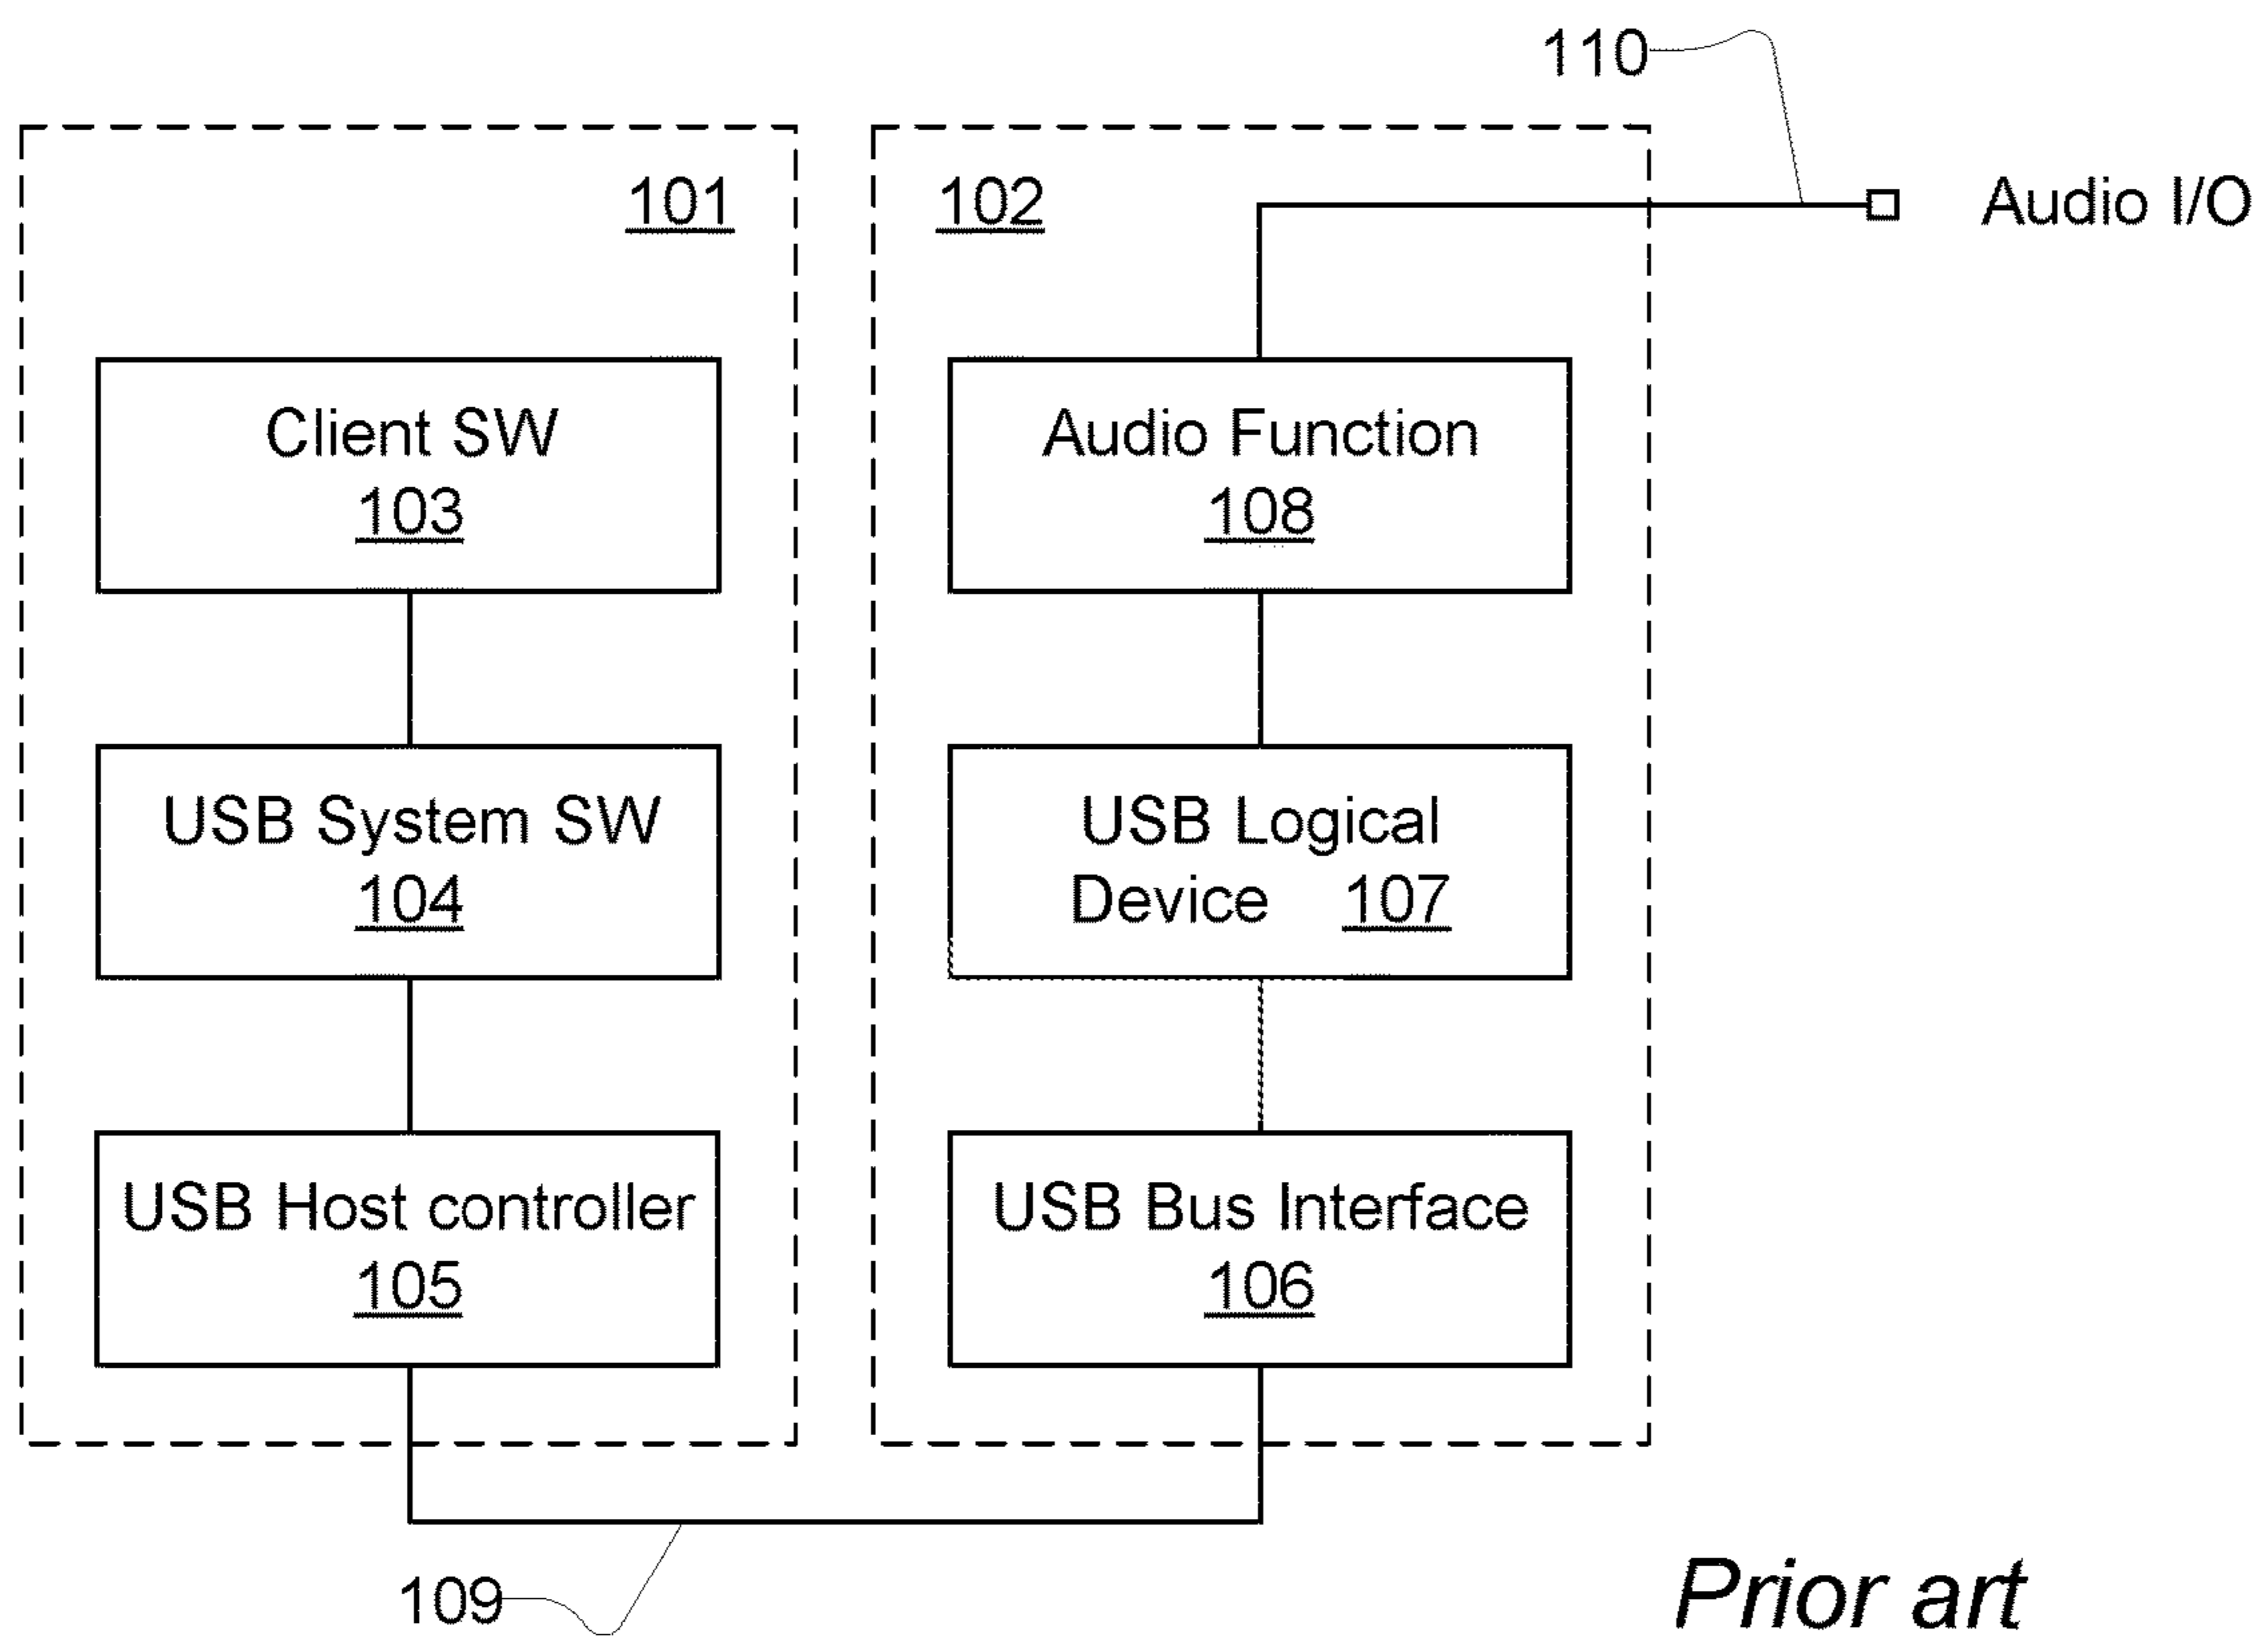 110
101
102
Audio I/O
Client SW
103
Audio Function
108
USB System SW
104
USB Logical
Device 107
USB Host controller
105
USB Bus Interface
106
109
Prior art